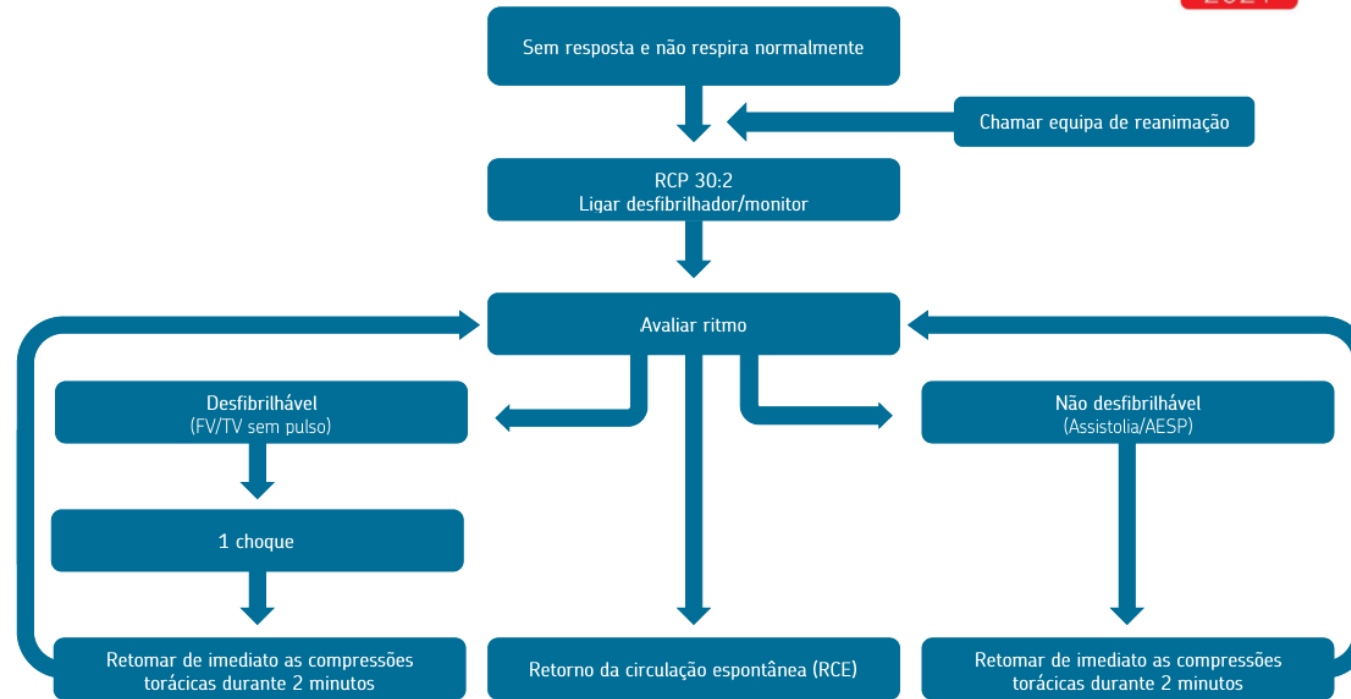 2021
Sem resposta e não respira normalmente
Chamar equipa de reanimação
RCP 30:2
Ligar desfibrilhador/monitor
Avaliar ritmo
Desfibrilhável
(FV/TV sem pulso)
Não desfibrilhável
(Assistolia/AESP)
1 choque
Retomar de imediato as compressões
torácicas durante 2 minutos
Retorno da circulação espontânea (RCE)
Retomar de imediato as compressões
torácicas durante 2 minutos